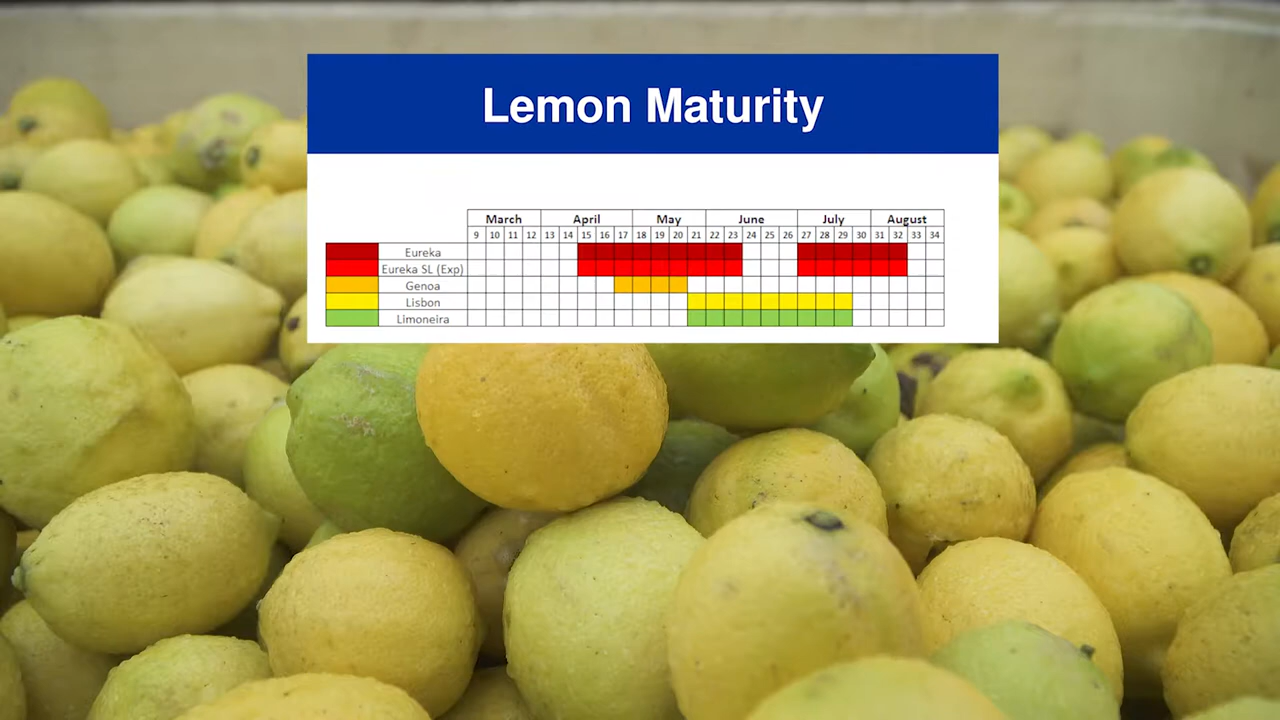 Lemon Maturity
March April May June July August
9 10 11 12 13 14 15 16 17 18 19 20 21 22 23 24 25 26 27 28 29 30 31 32 33 34
Eureka
Eureka SL (Exp)
Genoa
Lisbon
Limoneira